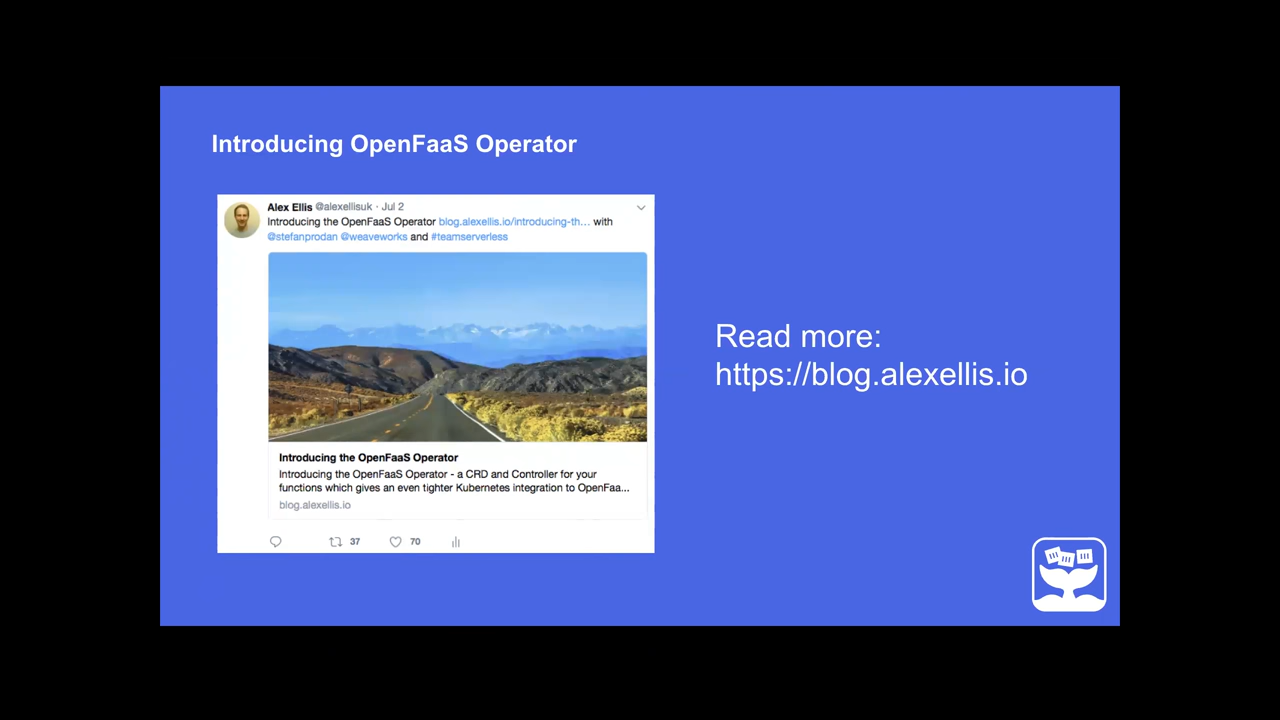 Introducing OpenFaaS Operator
Alex Ellis @alexellisuk · Jul 2
Introducing the OpenFaaS Operator blog.alexellis.io/introducing-th... with
@stefanprodan @weaveworks and #teamserverless
Introducing the OpenFaaS Operator
Introducing the OpenFaaS Operator - a CRD and Controller for your
functions which gives an even tighter Kubernetes integration to OpenFaa...
blog.alexellis.io
37 70
Read more:
https://blog.alexellis.io